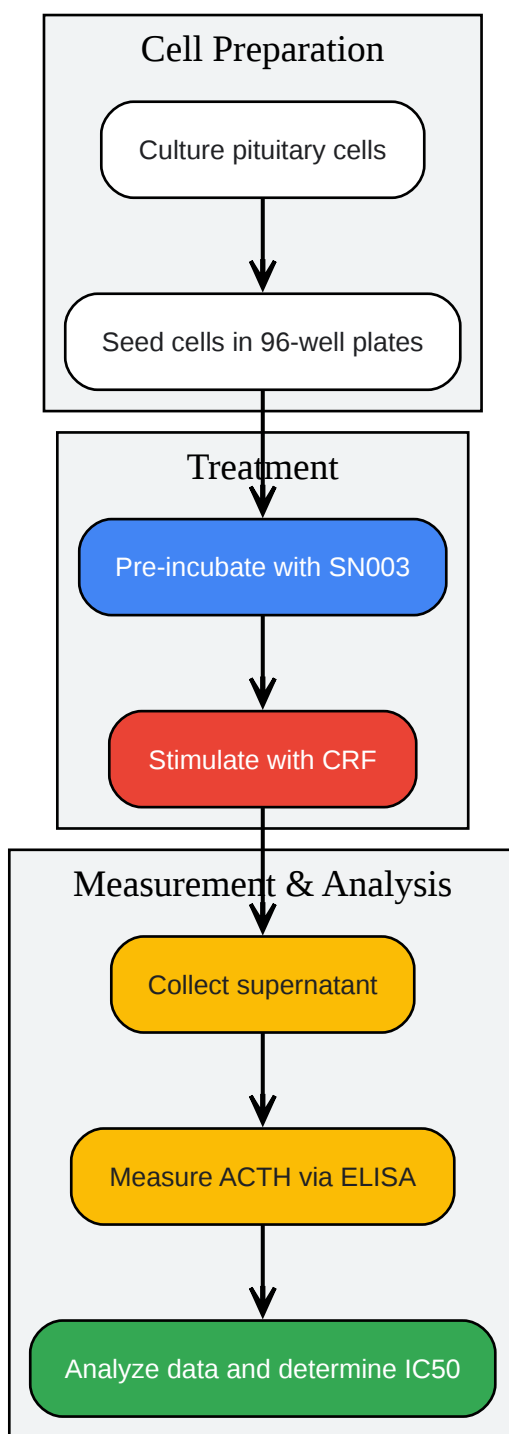 Cell Preparation
Culture pituitary cells
Seed cells in 96-well plates
Treatment
Pre-incubate with SN003
Stimulate with CRF
Measurement & Analysis
Collect supernatant
Measure ACTH via ELISA
Analyze data and determine IC50